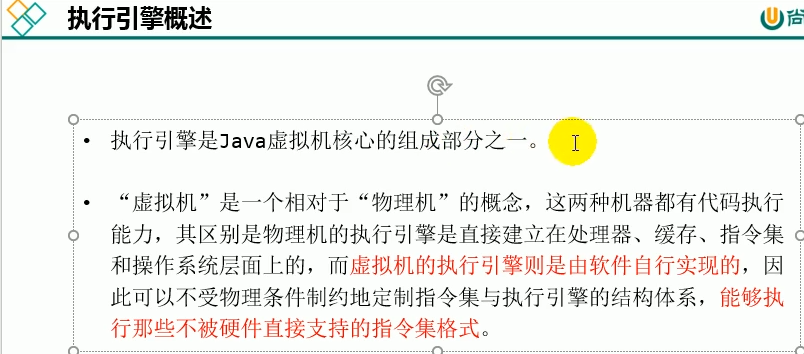 执行引擎概述
尚
• 执行引擎是Java虚拟机核心的组成部分之一。
• “虚拟机”是一个相对于“物理机”的概念，这两种机器都有代码执行
能力，其区别是物理机的执行引擎是直接建立在处理器、缓存、指令集
和操作系统层面上的，而虚拟机的执行引擎则是由软件自行实现的，因
此可以不受物理条件制约地定制指令集与执行引擎的结构体系，能够执
行那些不被硬件直接支持的指令集格式。